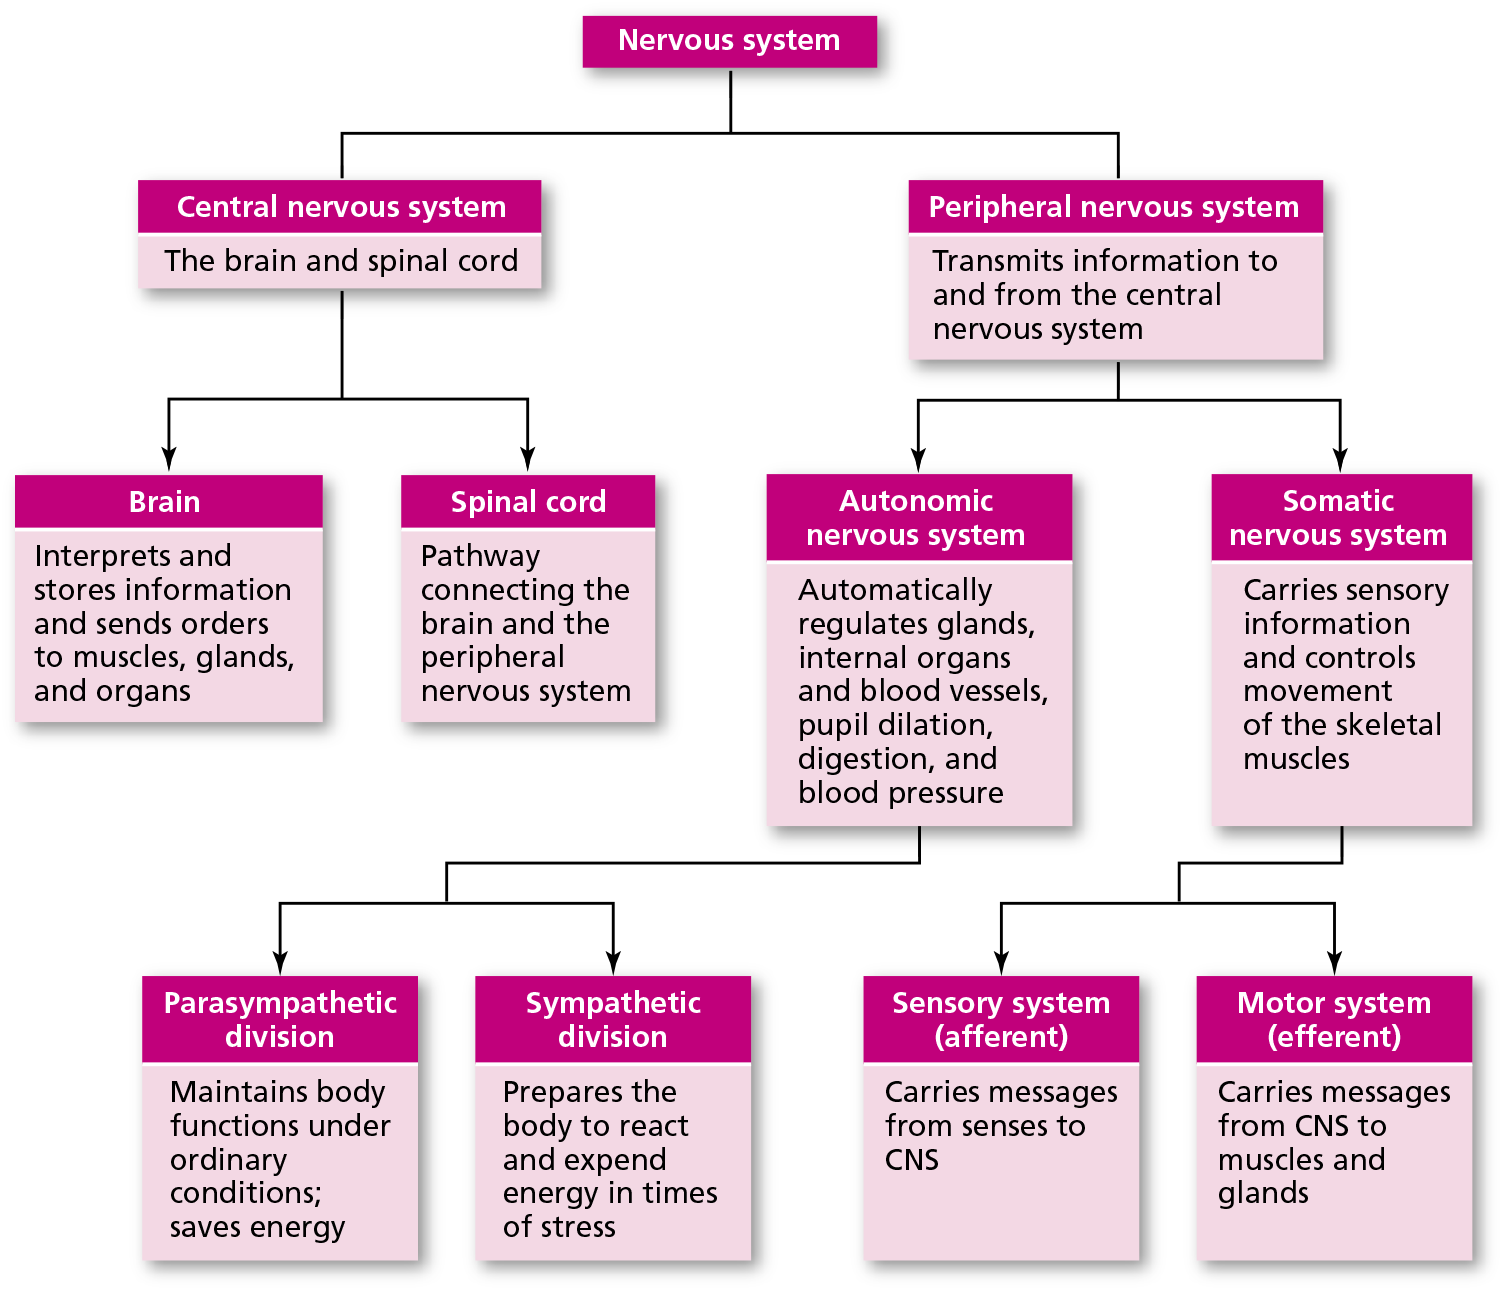 Nervous system
Central nervous system
The brain and spinal cord
Peripheral nervous system
Transmits information to
and from the central
nervous system
Brain
Interprets and
stores information
and sends orders
to muscles, glands,
and organs
Spinal cord
Pathway
connecting the
brain and the
peripheral
nervous system
Autonomic
nervous system
Automatically
regulates glands,
internal organs
and blood vessels,
pupil dilation,
digestion, and
blood pressure
Somatic
nervous system
Carries sensory
information
and controls
movement
of the skeletal
muscles
Parasympathetic
division
Maintains body
functions under
ordinary
conditions;
saves energy
Sympathetic
division
Prepares the
body to react
and expend
energy in times
of stress
Sensory system
(afferent)
Carries messages
from senses to
CNS
Motor system
(efferent)
Carries messages
from CNS to
muscles and
glands